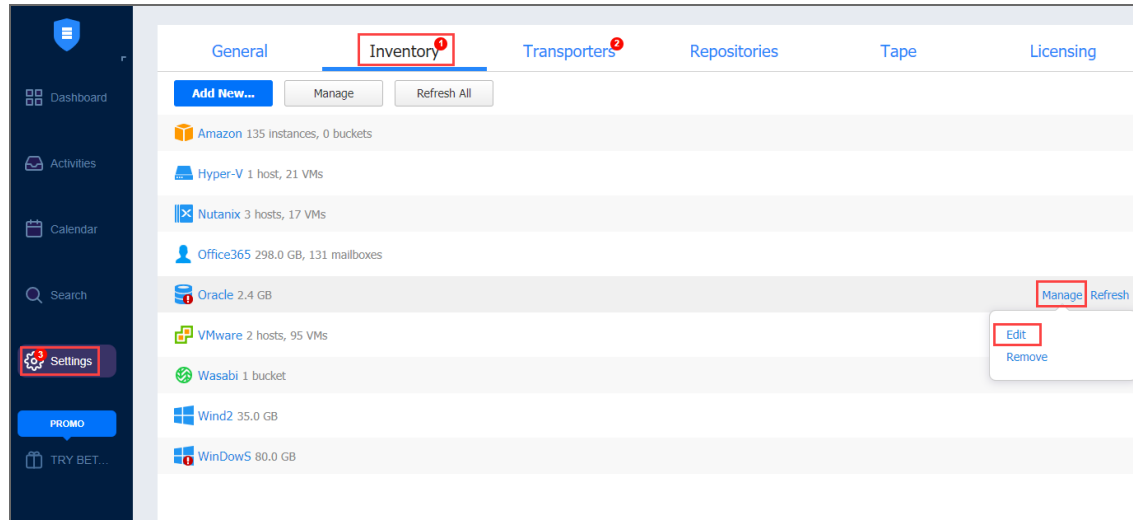 General Inventory 1 Transporters 2 Repositories Tape Licensing
Add New... Manage Refresh All
Dashboard
Amazon 135 instances, 0 buckets
Activities
Hyper-V 1 host, 21 VMs
Nutanix 3 hosts, 17 VMs
Calendar
Office365 298.0 GB, 131 mailboxes
Search
Oracle 2.4 GB Manage Refresh
VMware 2 hosts, 95 VMs
Edit
Remove
3 Settings
Wasabi 1 bucket
PROMO
Wind2 35.0 GB
TRY BET...
WinDowS 80.0 GB